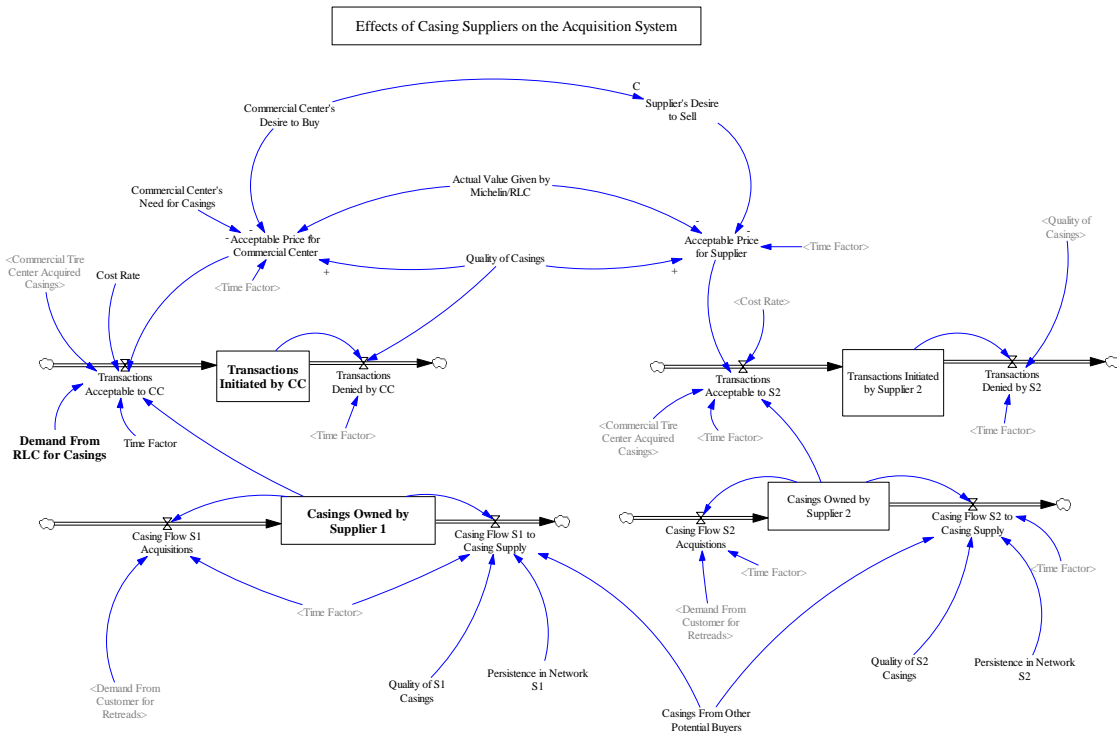 Effects of Casing Suppliers on the Acquisition System
C
Commercial Center's
Desire to Buy
Supplier's Desire
to Sell
Actual Value Given by
Michelin/RLC
Commercial Center's
Need for Casings
- -
Acceptable Price for
Commercial Center
+
- -
Acceptable Price
for Supplier
+
<Time Factor>
<Quality of
Casings>
<Commercial Tire
Center Acquired
Casings>
Cost Rate
<Time Factor>
Quality of Casings
<Cost Rate>
Transactions
Acceptable to CC
Transactions
Initiated by CC
Transactions
Denied by CC
Transactions
Acceptable to S2
Transactions Initiated
by Supplier 2
Transactions
Denied by S2
Demand From
RLC for Casings
Time Factor
<Time Factor>
<Commercial Tire
Center Acquired
Casings>
<Time Factor>
<Time Factor>
Casing Flow S1
Acquisitions
Casings Owned by
Supplier 1
Casing Flow S1 to
Casing Supply
Casing Flow S2
Acquistions
Casings Owned by
Supplier 2
Casing Flow S2 to
Casing Supply
<Time Factor>
<Time Factor>
<Time Factor>
<Demand From
Customer for
Retreads>
<Demand From
Customer for
Retreads>
Quality of S1
Casings
Persistence in Network
S1
Casings From Other
Potential Buyers
Quality of S2
Casings
Persistence in Network
S2